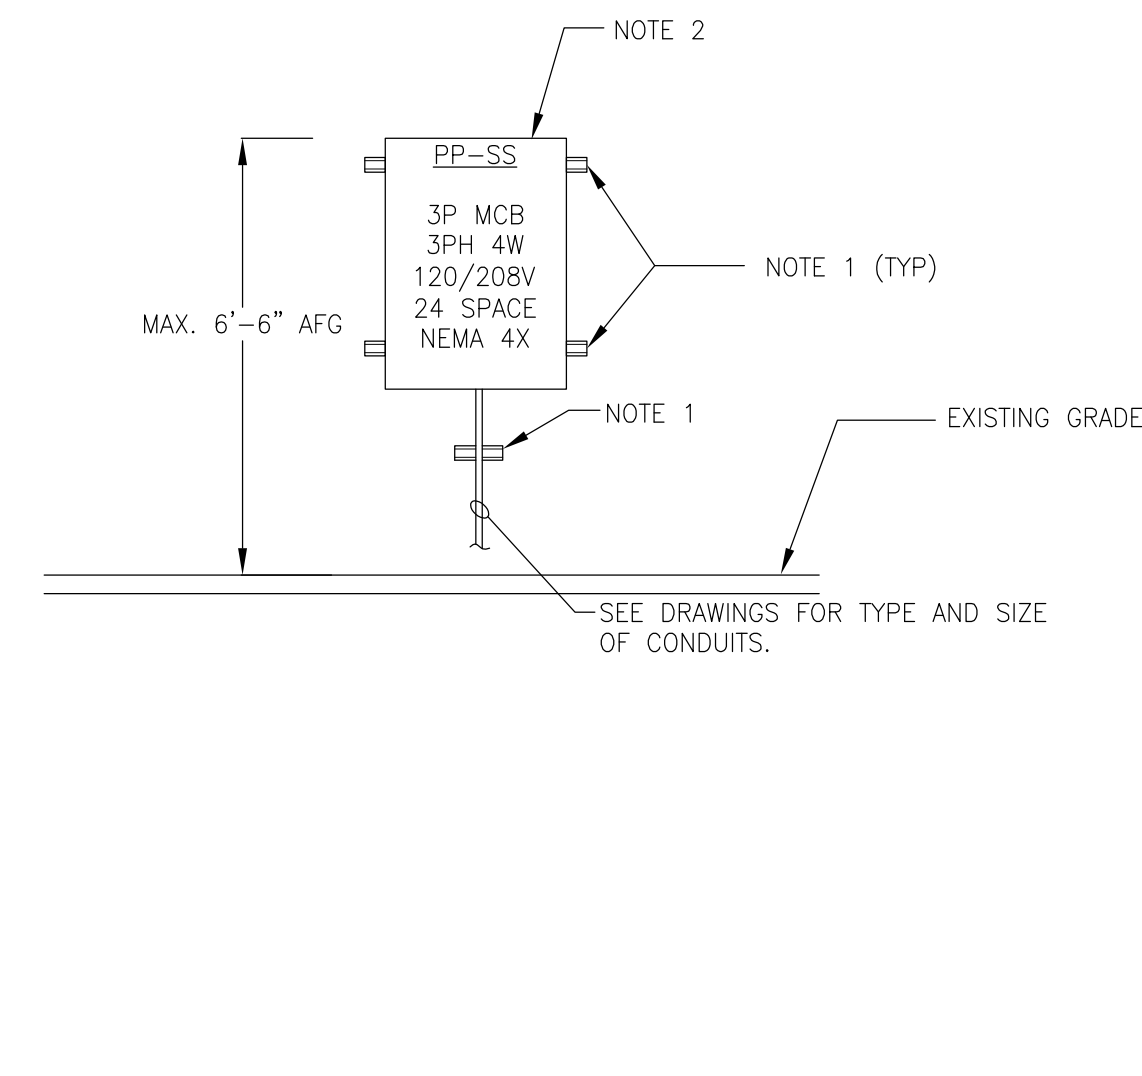 NOTE 2
PP-SS
3P MCB
3PH 4W
120/208V
24 SPACE
NEMA 4X
NOTE 1 (TYP)
MAX. 6'-6" AFG
NOTE 1
EXISTING GRADE
SEE DRAWINGS FOR TYPE AND SIZE
OF CONDUITS.